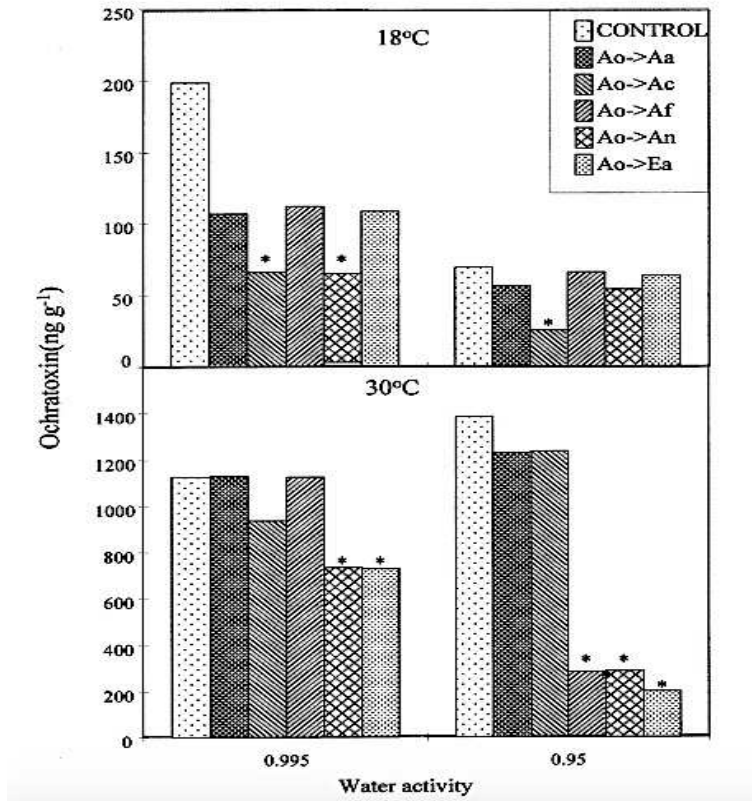 250
200
150
100
50
0
18°C
CONTROL
Ao->Aa
Ao->Ac
Ao->Af
Ao->An
Ao->Ea
* * *
Ochratoxin(ng g⁻¹)
30°C
1400
1200
1000
800
600
400
200
0
* * * * *
0.995 0.95
Water activity